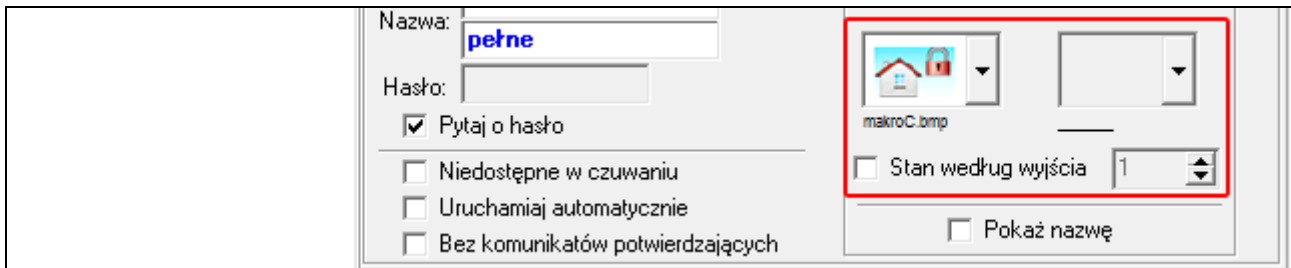 Nazwa:
pełne
Hasło:
Pytaj o hasło
Niedostępne w czuwaniu
Uruchamiaj automatycznie
Bez komunikatów potwierdzających
makroC.bmp
Stan według wyjścia 1
Pokaż nazwę